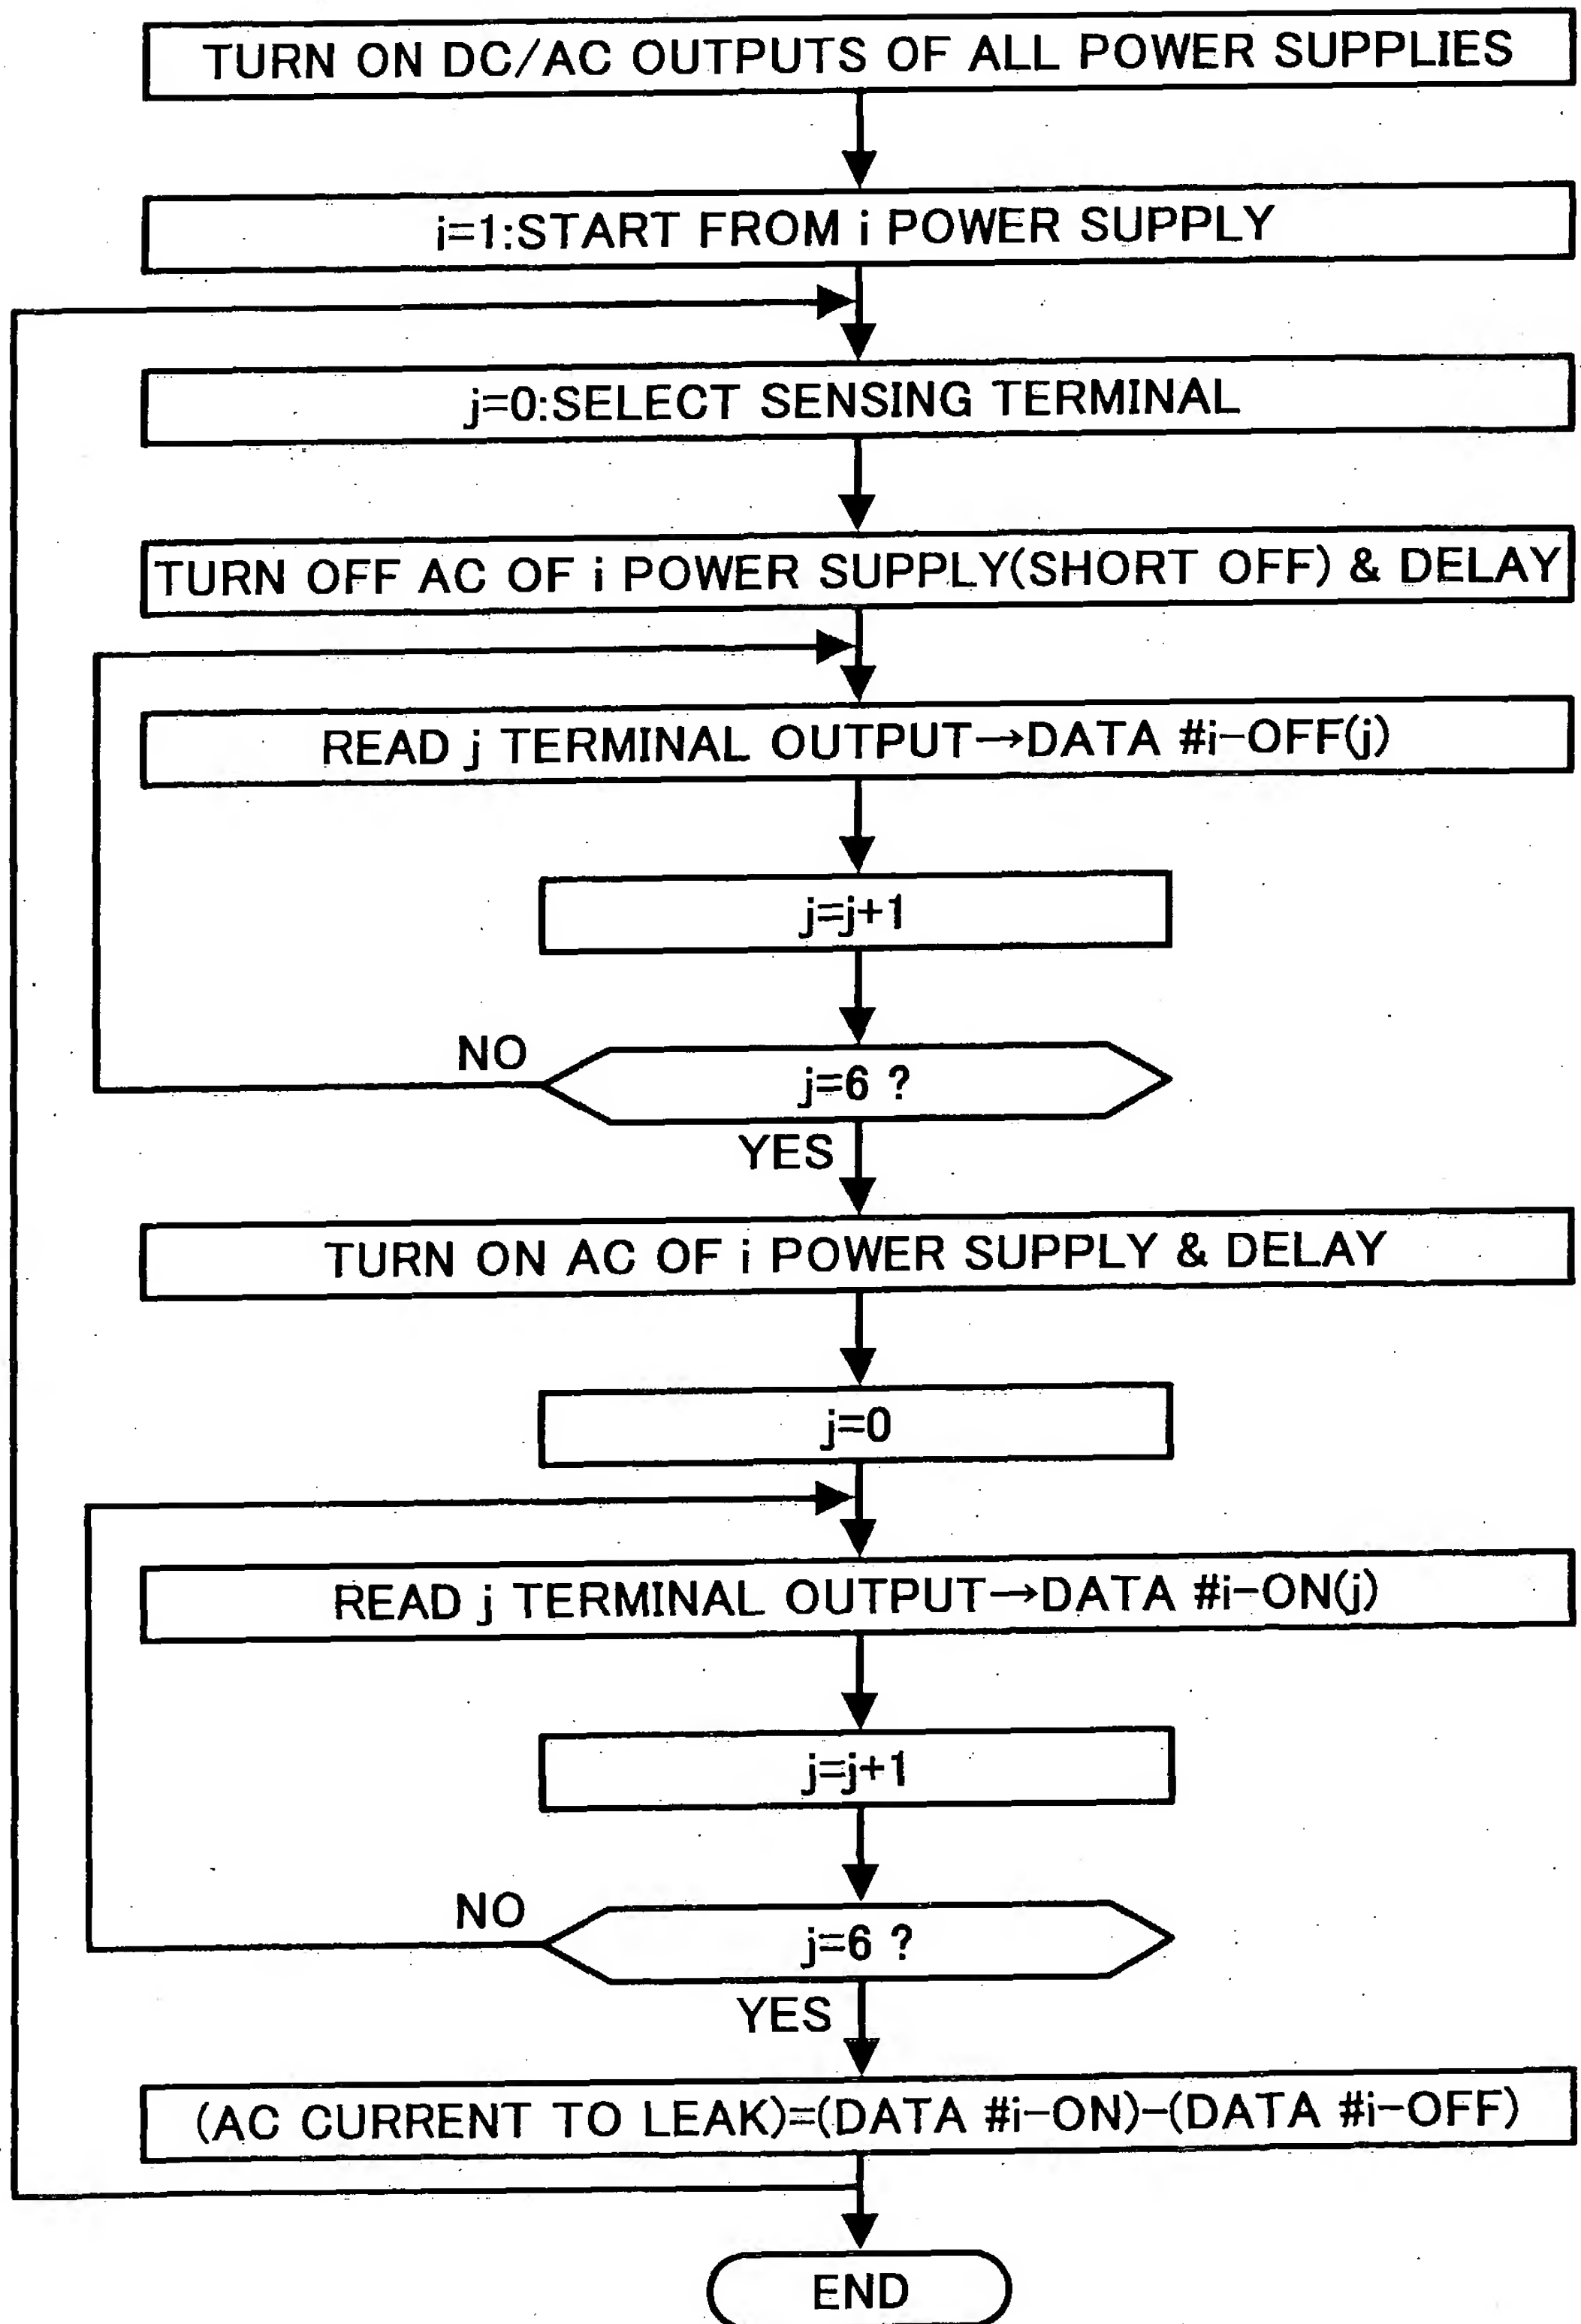 TURN ON DC/AC OUTPUTS OF ALL POWER SUPPLIES
i=1:START FROM i POWER SUPPLY
j=0:SELECT SENSING TERMINAL
TURN OFF AC OF i POWER SUPPLY(SHORT OFF) & DELAY
READ j TERMINAL OUTPUT→DATA #i-OFF(j)
j=j+1
NO
j=6 ?
YES
TURN ON AC OF i POWER SUPPLY & DELAY
j=0
READ j TERMINAL OUTPUT→DATA #i-ON(j)
j=j+1
NO
j=6 ?
YES
(AC CURRENT TO LEAK)=(DATA #i-ON)-(DATA #i-OFF)
END